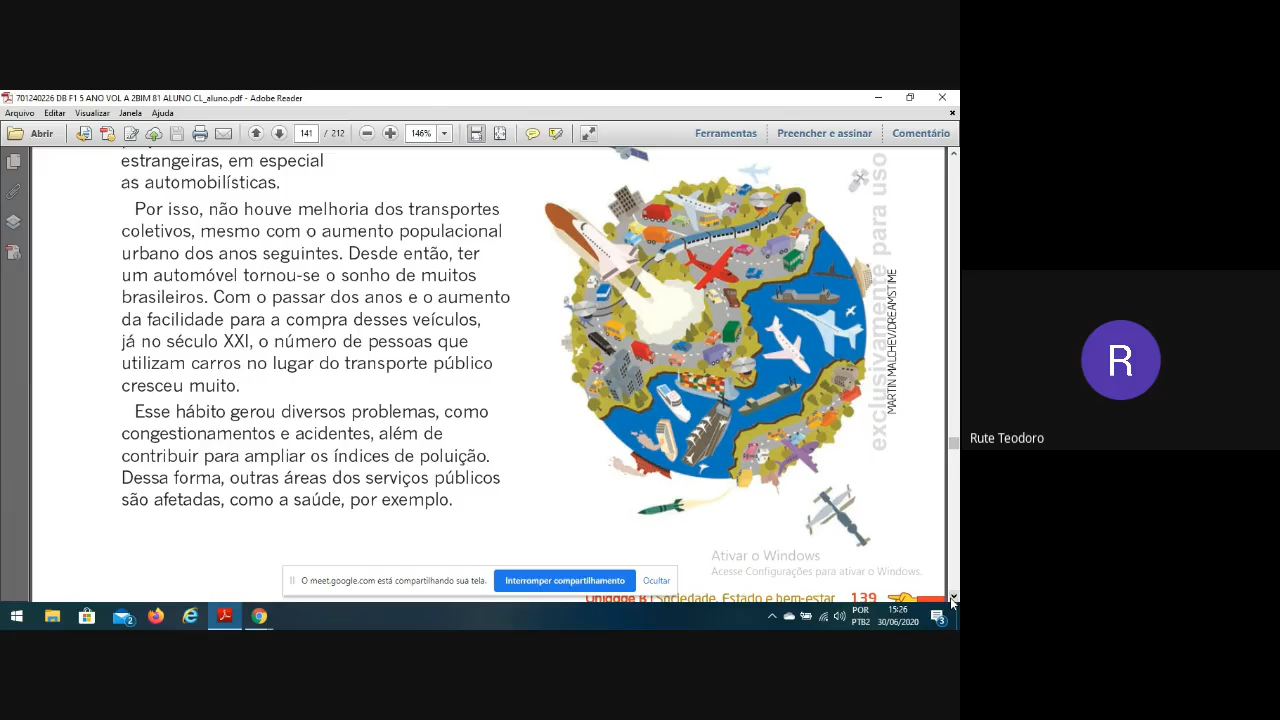 701240226 DB F1 5 ANO VOL A 2BIM 81 ALUNO CL_aluno.pdf - Adobe Reader
Arquivo Editar Visualizar Janela Ajuda
Abrir 141 / 212 146% Ferramentas Preencher e assinar Comentário
estrangeiras, em especial
as automobilísticas.
Por isso, não houve melhoria dos transportes
coletivos, mesmo com o aumento populacional
urbano dos anos seguintes. Desde então, ter
um automóvel tornou-se o sonho de muitos
brasileiros. Com o passar dos anos e o aumento
da facilidade para a compra desses veículos,
já no século XXI, o número de pessoas que
utilizam carros no lugar do transporte público
cresceu muito.
Esse hábito gerou diversos problemas, como
congestionamentos e acidentes, além de
contribuir para ampliar os índices de poluição.
Dessa forma, outras áreas dos serviços públicos
são afetadas, como a saúde, por exemplo.
exclusivamente para uso
MARTIN MALCHEV/DREAMSTIME
R
Rute Teodoro
Ativar o Windows
Acesse Configurações para ativar o Windows.
O meet.google.com está compartilhando sua tela. Interromper compartilhamento Ocultar
Unidade 8 | Sociedade, Estado e bem-estar 139
2
POR
PTB2
15:26
30/06/2020
3